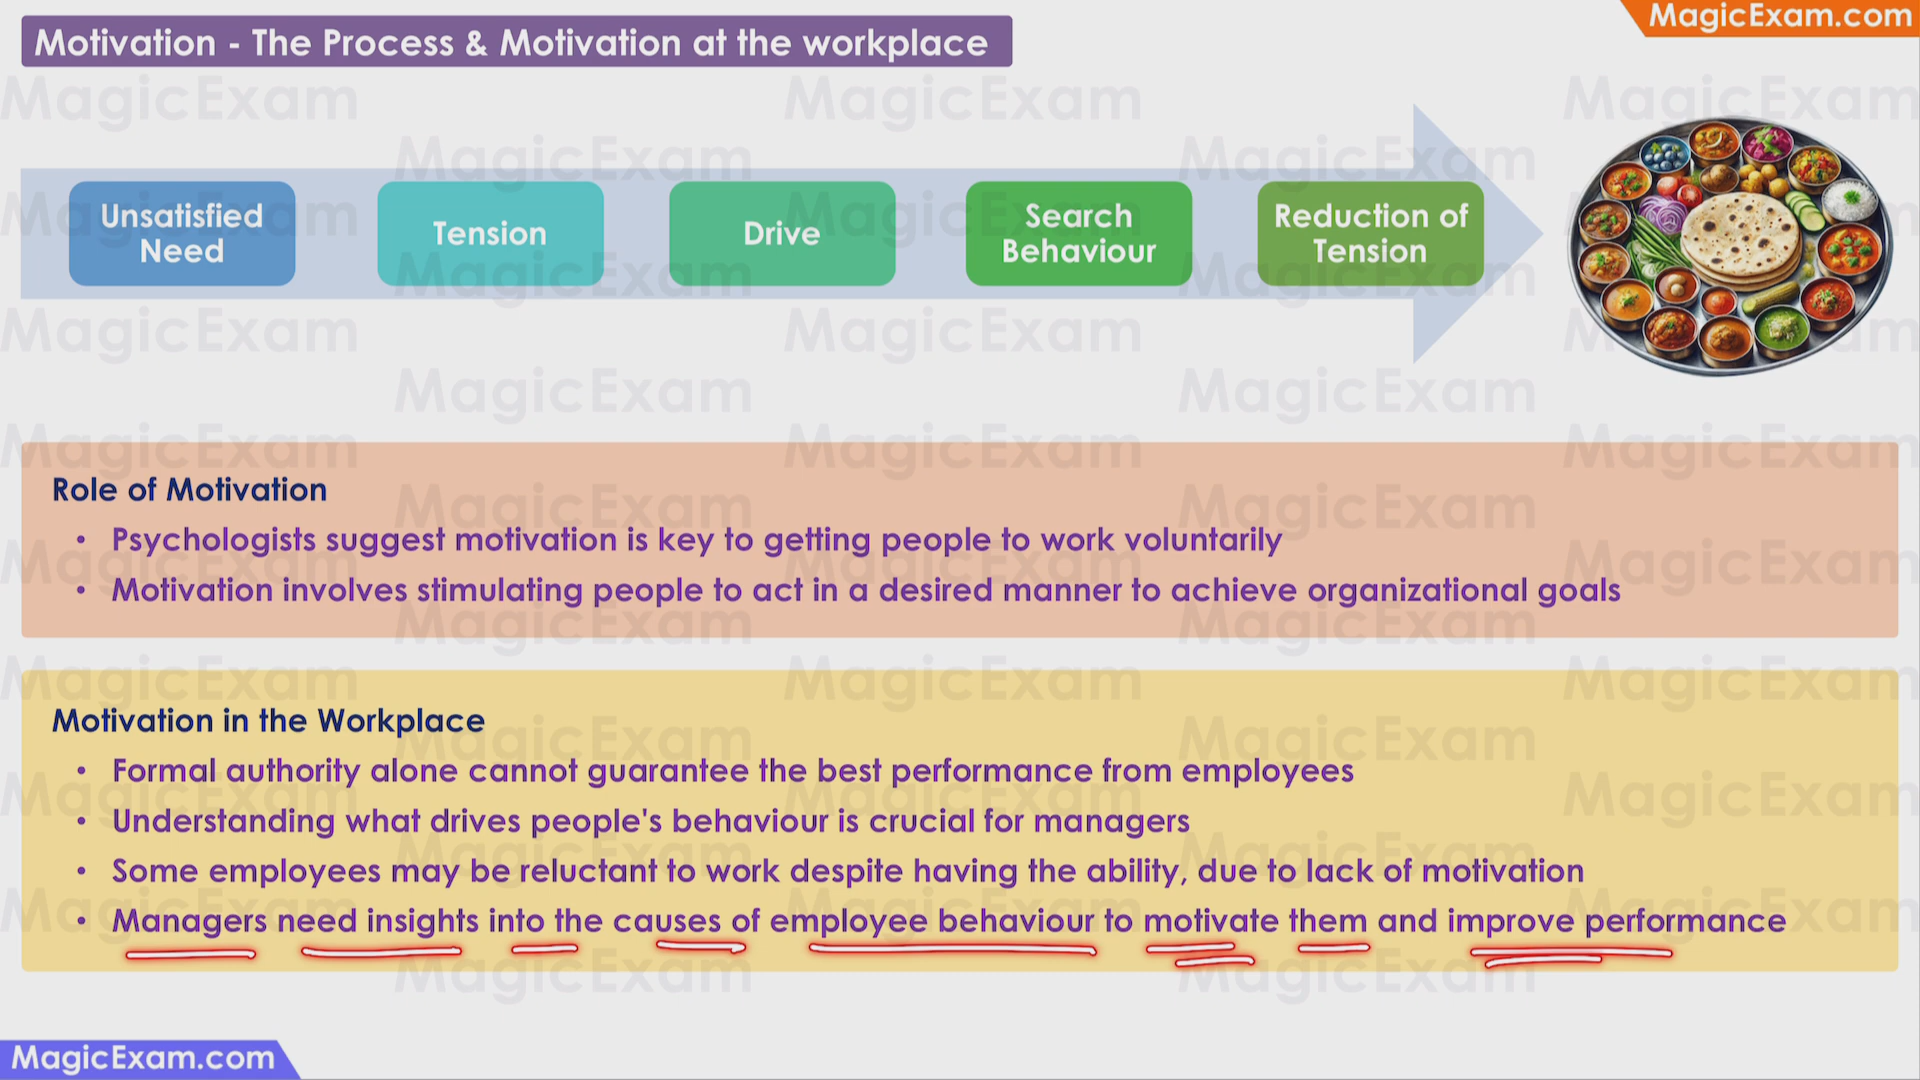 MagicExam.com
Motivation - The Process & Motivation at the workplace
Unsatisfied
Need
Tension
Drive
Search
Behaviour
Reduction of
Tension
Role of Motivation
• Psychologists suggest motivation is key to getting people to work voluntarily
• Motivation involves stimulating people to act in a desired manner to achieve organizational goals
Motivation in the Workplace
• Formal authority alone cannot guarantee the best performance from employees
• Understanding what drives people's behaviour is crucial for managers
• Some employees may be reluctant to work despite having the ability, due to lack of motivation
• Managers need insights into the causes of employee behaviour to motivate them and improve performance
MagicExam.com